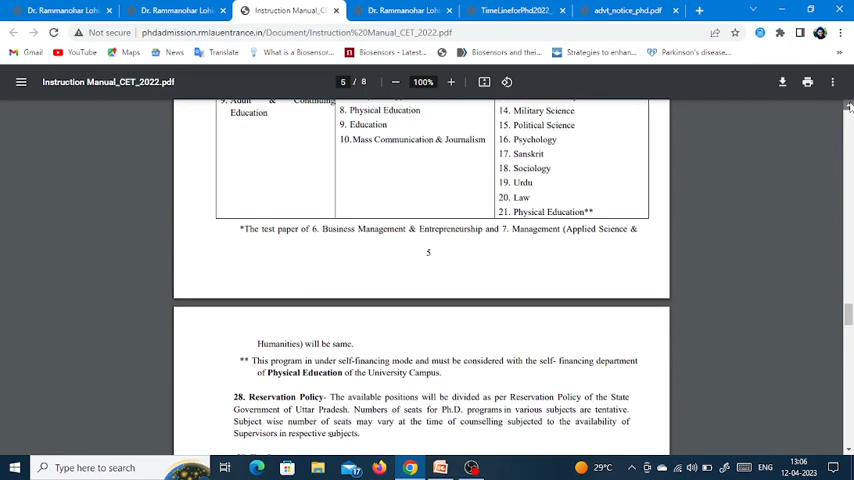 Dr. Rammanohar Lohi
Dr. Rammanohar Lohi
Instruction Manual_C
Dr. Rammanohar Lohi
TimeLineforPhd2022_
advt_notice_phd.pdf
Not secure
phdadmission.rmlauentrance.in/Document/Instruction%20Manual_CET_2022.pdf
Gmail
YouTube
Maps
News
Translate
What is a Biosensor...
Biosensors - Latest...
Biosensors and thei...
Strategies to enhan...
Parkinson's disease...
Instruction Manual_CET_2022.pdf
5 / 8
100%
9. Adult & Continuing
Education
8. Physical Education
9. Education
10. Mass Communication & Journalism
14. Military Science
15. Political Science
16. Psychology
17. Sanskrit
18. Sociology
19. Urdu
20. Law
21. Physical Education**
*The test paper of 6. Business Management & Entrepreneurship and 7. Management (Applied Science &
5
Humanities) will be same.
** This program in under self-financing mode and must be considered with the self- financing department
of Physical Education of the University Campus.
28. Reservation Policy- The available positions will be divided as per Reservation Policy of the State
Government of Uttar Pradesh. Numbers of seats for Ph.D. programs in various subjects are tentative.
Subject wise number of seats may vary at the time of counselling subjected to the availability of
Supervisors in respective subjects.
Type here to search
17
29°C
ENG
13:06
12-04-2023